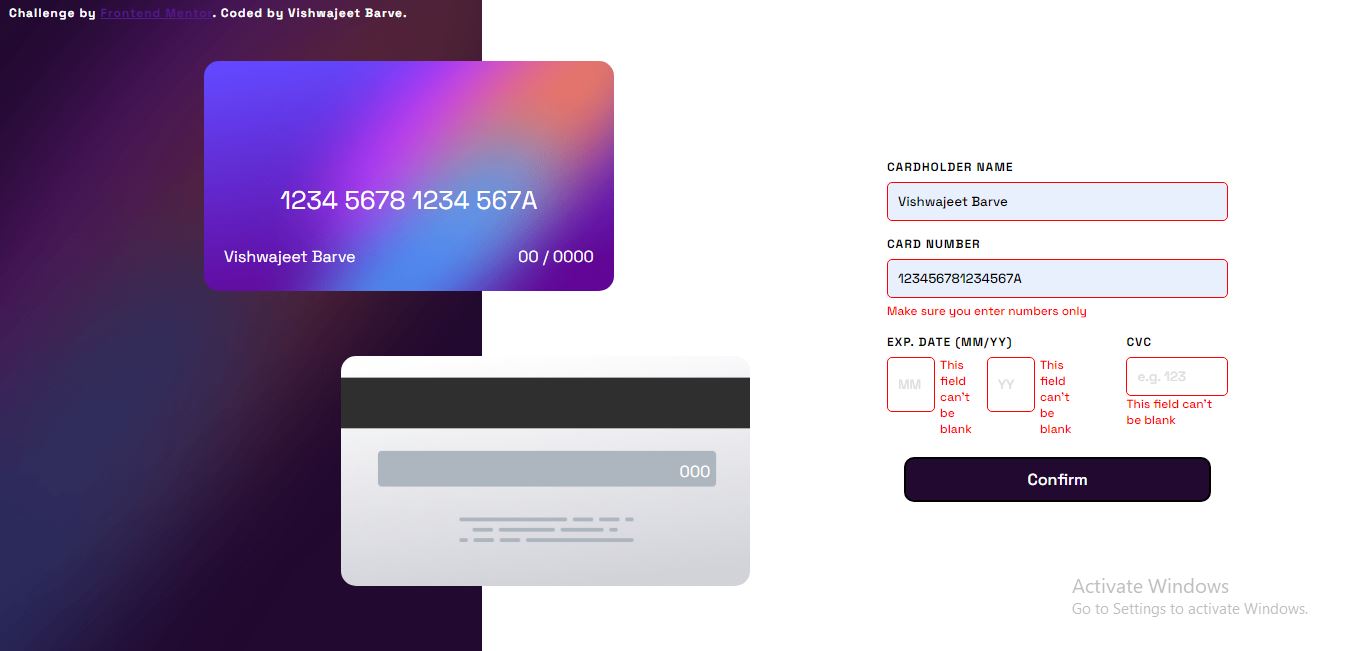 Challenge by Frontend Mentor. Coded by Vishwajeet Barve.
1234 5678 1234 567A
Vishwajeet Barve 00 / 0000
000
CARDHOLDER NAME
Vishwajeet Barve
CARD NUMBER
123456781234567A
Make sure you enter numbers only
EXP. DATE (MM/YY) CVC
MM
This
field
can't
be
blank
YY
This
field
can't
be
blank
e.g. 123
This field can't
be blank
Confirm
Activate Windows
Go to Settings to activate Windows.